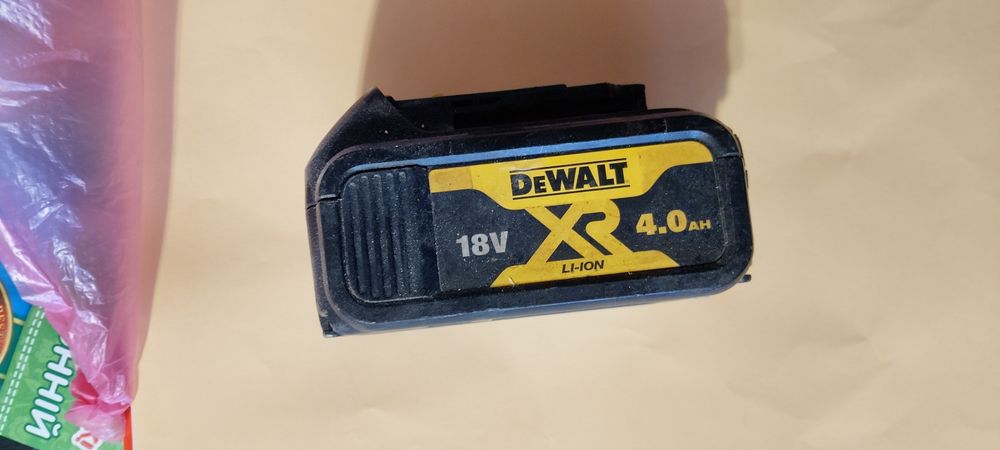 DEWALT
XR
18V
4.0AH
LI-ION